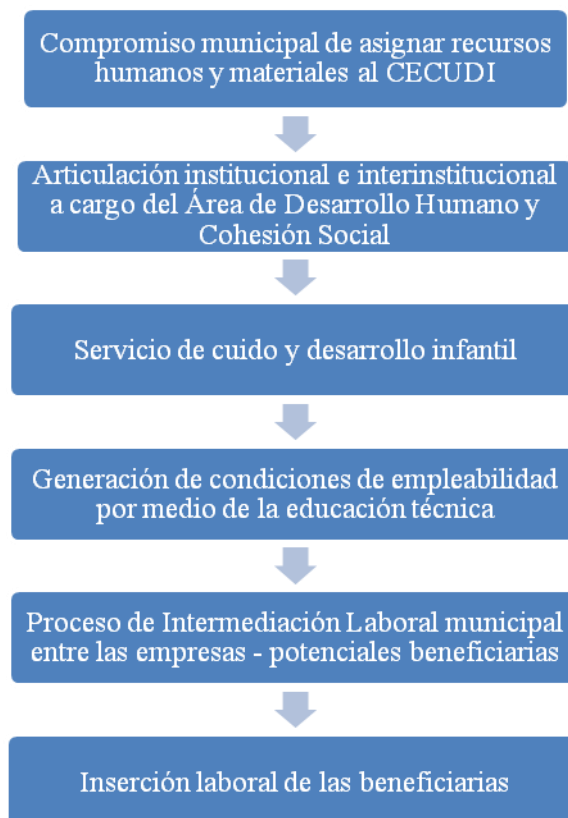 Compromiso municipal de asignar recursos
humanos y materiales al CECUDI
Articulación institucional e interinstitucional
a cargo del Área de Desarrollo Humano y
Cohesión Social
Servicio de cuido y desarrollo infantil
Generación de condiciones de empleabilidad
por medio de la educación técnica
Proceso de Intermediación Laboral municipal
entre las empresas - potenciales beneficiarias
Inserción laboral de las beneficiarias